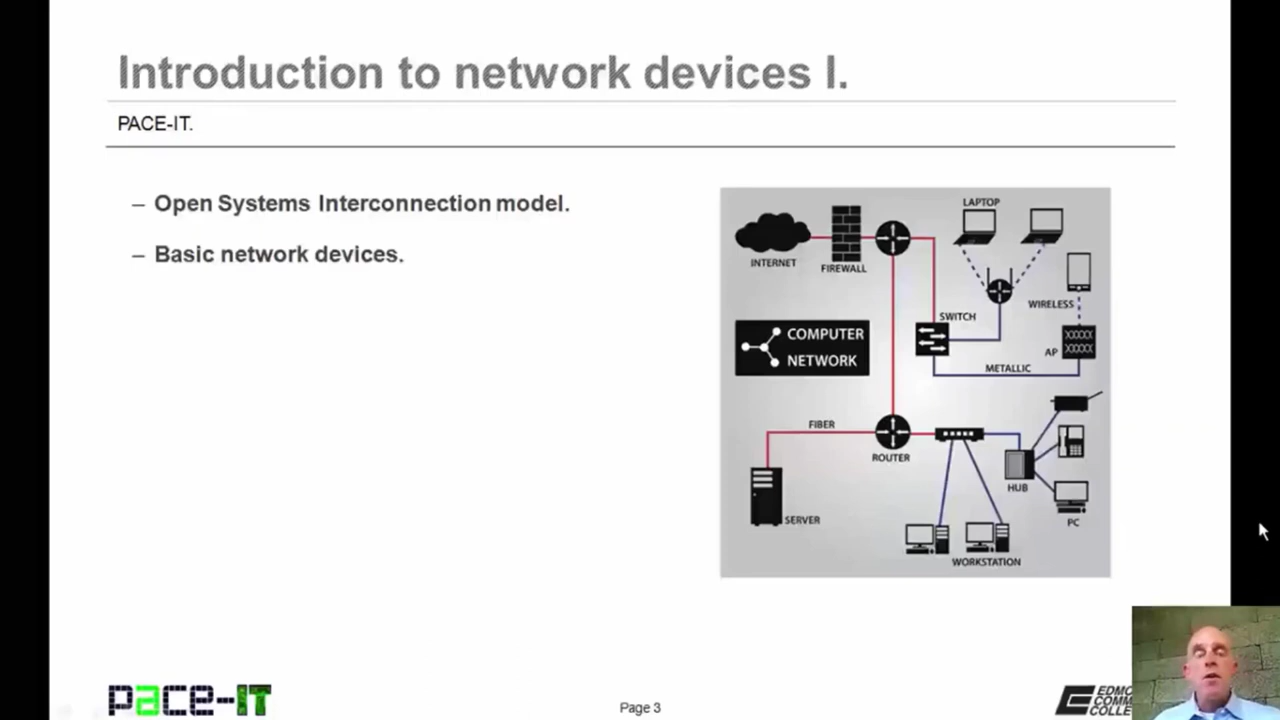 Introduction to network devices I.
PACE-IT.
– Open Systems Interconnection model.
– Basic network devices.
LAPTOP
INTERNET
FIREWALL
WIRELESS
SWITCH
COMPUTER
NETWORK
AP
METALLIC
FIBER
ROUTER
HUB
SERVER
PC
WORKSTATION
pace-IT
Page 3